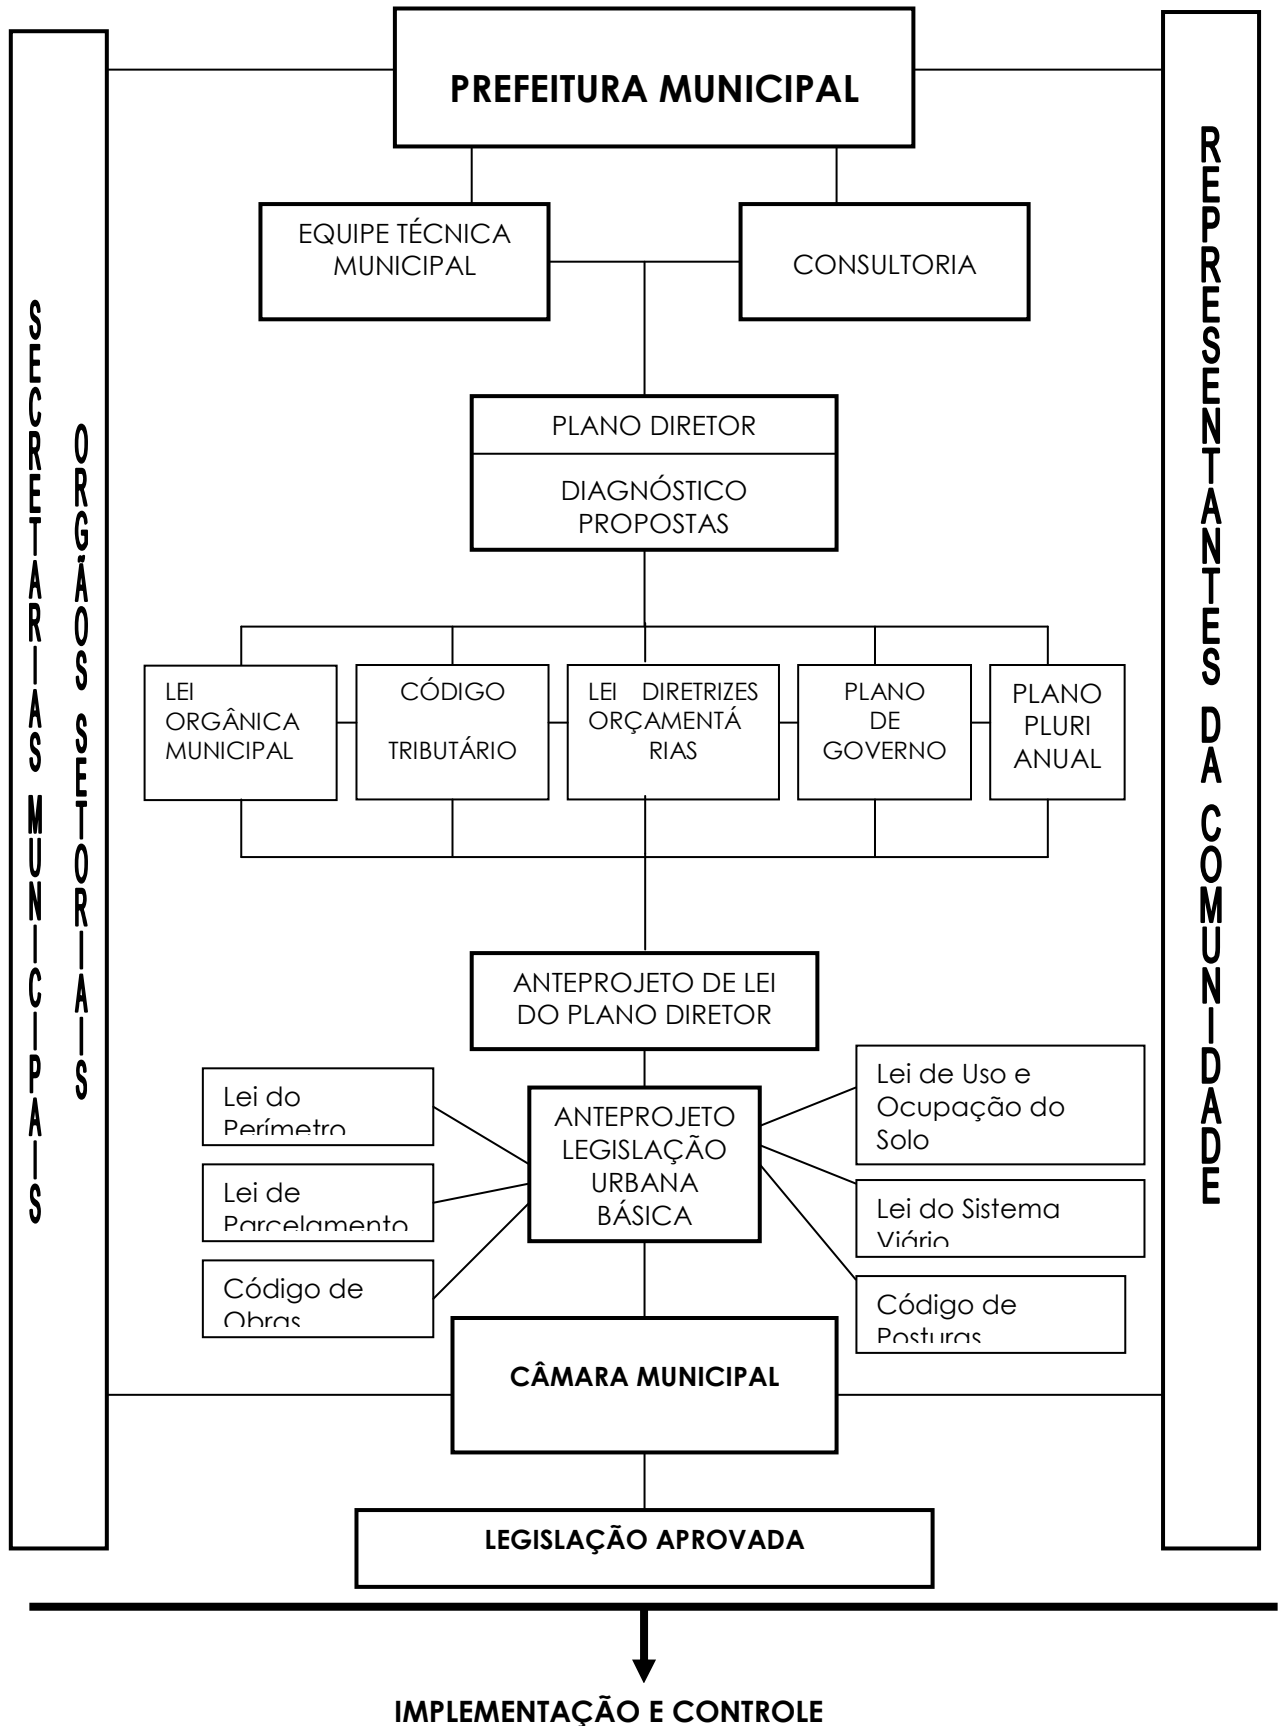 PREFEITURA MUNICIPAL
EQUIPE TÉCNICA
MUNICIPAL
CONSULTORIA
SECRETARIAS MUNICIPAIS
ORGÃOS SETORIAIS
REPRESENTANTES DA COMUNIDADE
PLANO DIRETOR
DIAGNÓSTICO
PROPOSTAS
LEI
ORGÂNICA
MUNICIPAL
CÓDIGO
TRIBUTÁRIO
LEI DIRETRIZES
ORÇAMENTÁ
RIAS
PLANO
DE
GOVERNO
PLANO
PLURI
ANUAL
ANTEPROJETO DE LEI
DO PLANO DIRETOR
Lei do
Perímetro
Lei de
Parcelamento
Código de
Obras
ANTEPROJETO
LEGISLAÇÃO
URBANA
BÁSICA
Lei de Uso e
Ocupação do
Solo
Lei do Sistema
Viário
Código de
Posturas
CÂMARA MUNICIPAL
LEGISLAÇÃO APROVADA
IMPLEMENTAÇÃO E CONTROLE